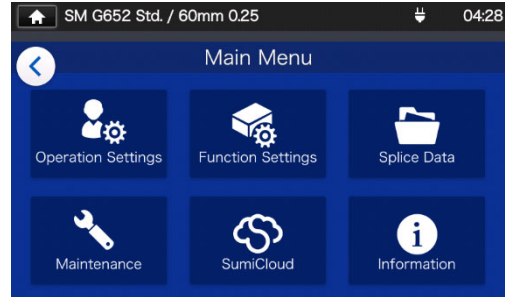 SM G652 Std. / 60mm 0.25 04:28
Main Menu
Operation Settings Function Settings Splice Data
Maintenance SumiCloud Information